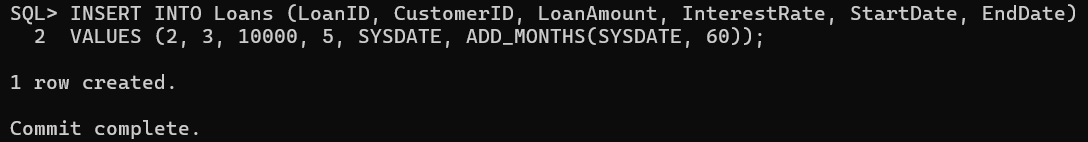 SQL> INSERT INTO Loans (LoanID, CustomerID, LoanAmount, InterestRate, StartDate, EndDate)
  2  VALUES (2, 3, 10000, 5, SYSDATE, ADD_MONTHS(SYSDATE, 60));
1 row created.
Commit complete.